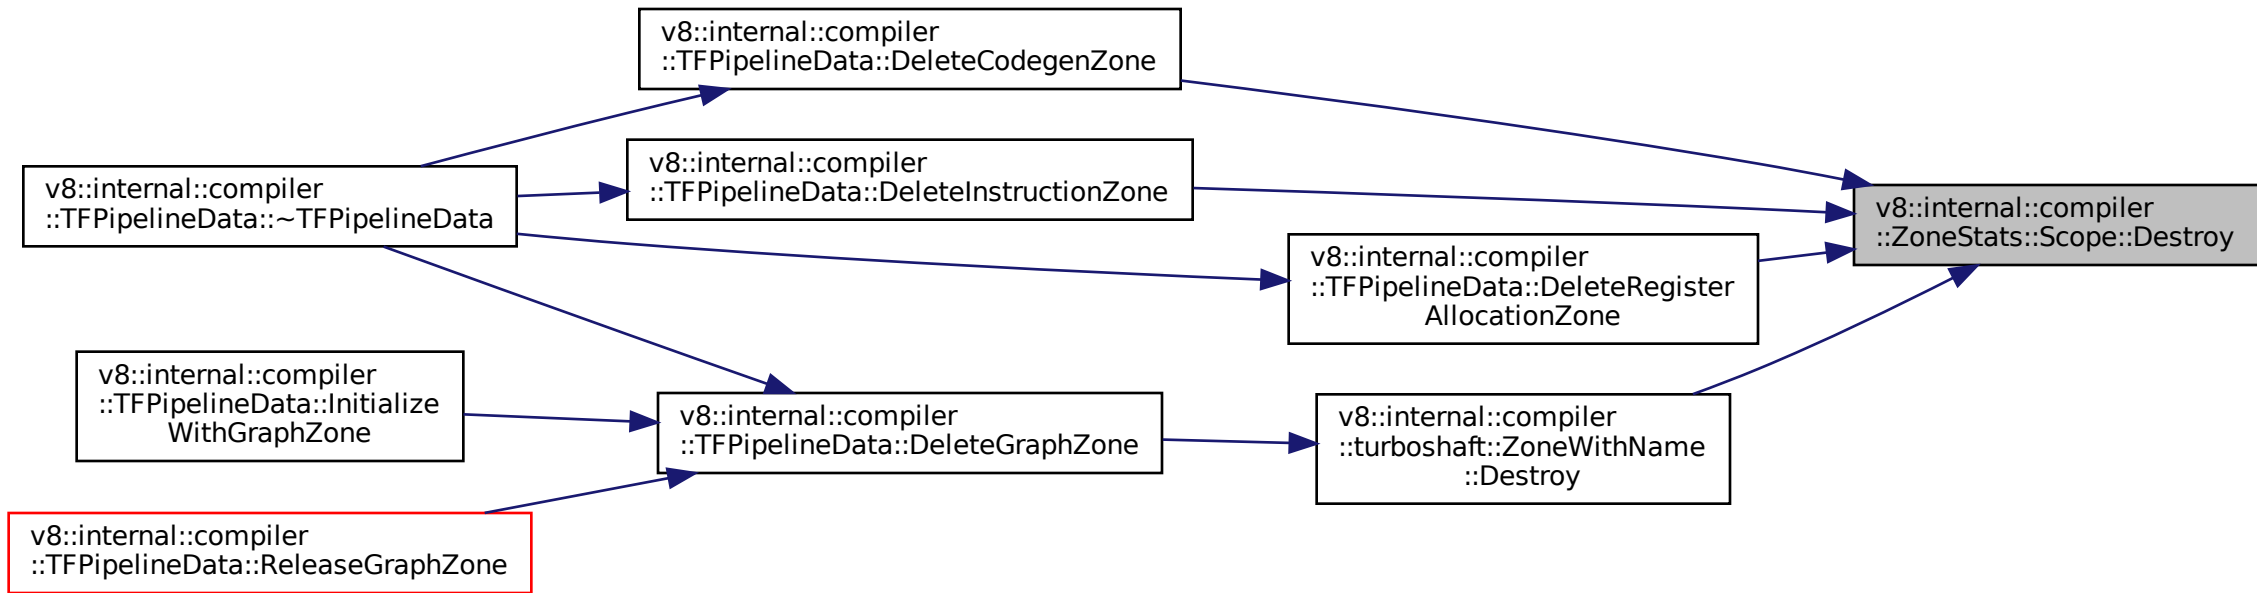 v8::internal::compiler
::TFPipelineData::DeleteCodegenZone
v8::internal::compiler
::TFPipelineData::DeleteInstructionZone
v8::internal::compiler
::TFPipelineData::~TFPipelineData
v8::internal::compiler
::ZoneStats::Scope::Destroy
v8::internal::compiler
::TFPipelineData::DeleteRegister
AllocationZone
v8::internal::compiler
::TFPipelineData::Initialize
WithGraphZone
v8::internal::compiler
::TFPipelineData::DeleteGraphZone
v8::internal::compiler
::turboshaft::ZoneWithName
::Destroy
v8::internal::compiler
::TFPipelineData::ReleaseGraphZone